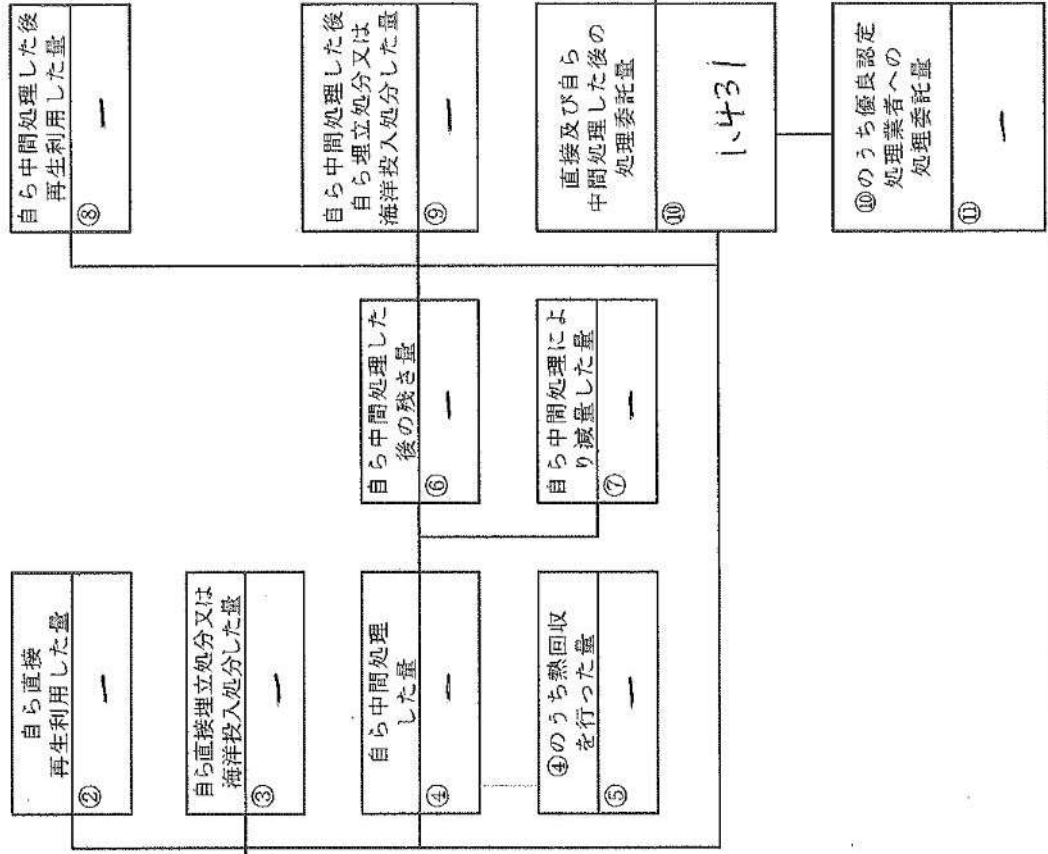 自ら直接
再生利用した量
②
ー
自ら直接埋立処分又は
海洋投入処分した量
③
ー
自ら中間処理
した量
④
ー
④のうち熱回収
を行った量
⑤
ー
自ら中間処理した
後の残さ量
⑥
ー
自ら中間処理によ
り減量した量
⑦
ー
自ら中間処理した後
再生利用した量
⑧
ー
自ら中間処理した後
自ら埋立処分又は
海洋投入処分した量
⑨
ー
直接及び自ら
中間処理した後の
処理委託量
⑩
1,431
⑩のうち優良認定
処理業者への
処理委託量
⑪
ー